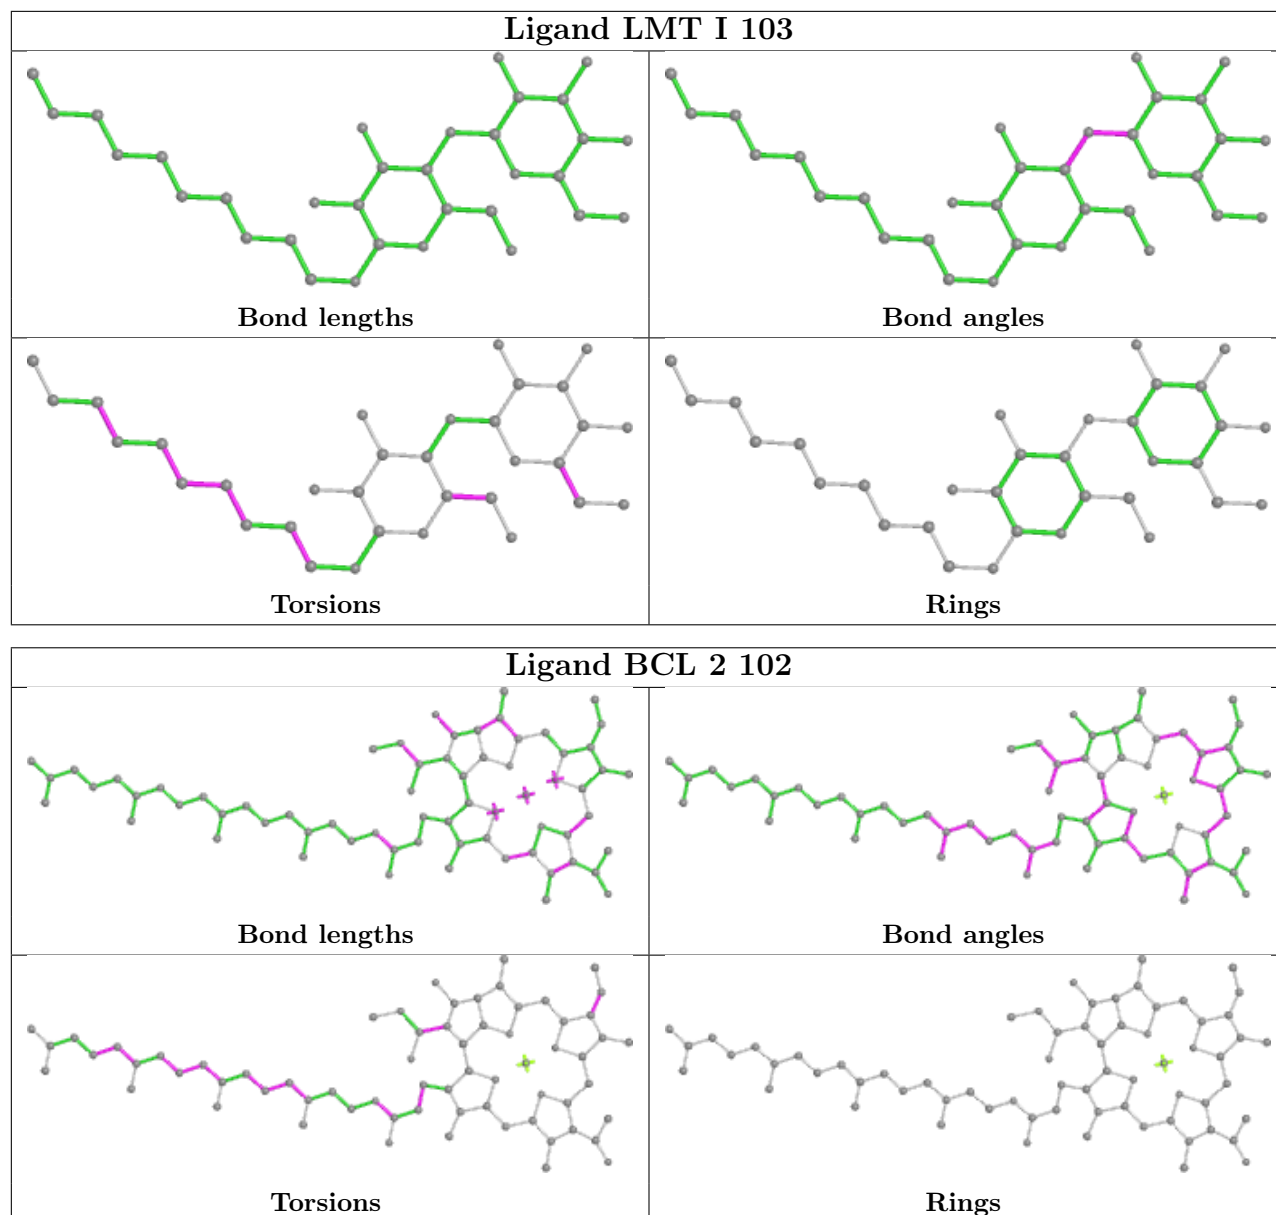 Ligand LMT I 103
Bond lengths
Bond angles
Torsions
Rings
Ligand BCL 2 102
Bond lengths
Bond angles
Torsions
Rings